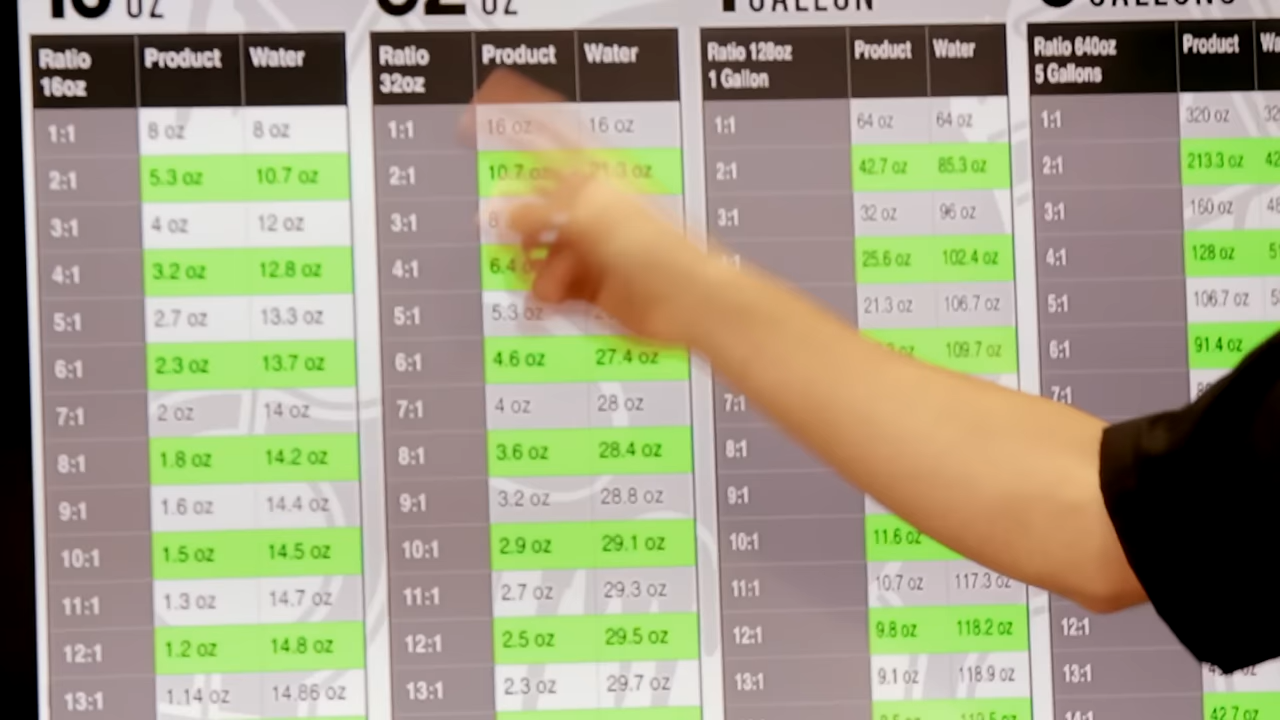 16 OZ
Ratio 16oz Product Water
1:1 8 oz 8 oz
2:1 5.3 oz 10.7 oz
3:1 4 oz 12 oz
4:1 3.2 oz 12.8 oz
5:1 2.7 oz 13.3 oz
6:1 2.3 oz 13.7 oz
7:1 2 oz 14 oz
8:1 1.8 oz 14.2 oz
9:1 1.6 oz 14.4 oz
10:1 1.5 oz 14.5 oz
11:1 1.3 oz 14.7 oz
12:1 1.2 oz 14.8 oz
13:1 1.14 oz 14.86 oz
32 OZ
Ratio 32oz Product Water
1:1 16 oz 16 oz
2:1 10.7 oz 21.3 oz
3:1 8
4:1 6.4
5:1 5.3
6:1 4.6 oz 27.4 oz
7:1 4 oz 28 oz
8:1 3.6 oz 28.4 oz
9:1 3.2 oz 28.8 oz
10:1 2.9 oz 29.1 oz
11:1 2.7 oz 29.3 oz
12:1 2.5 oz 29.5 oz
13:1 2.3 oz 29.7 oz
GALLON
Ratio 128oz 1 Gallon Product Water
1:1 64 oz 64 oz
2:1 42.7 oz 85.3 oz
3:1 32 oz 96 oz
25.6 oz 102.4 oz
21.3 oz 106.7 oz
oz 109.7 oz
7:1
8:1
9:1
10:1 11.6 oz
11:1 10.7 oz 117.3 oz
12:1 9.8 oz 118.2 oz
13:1 9.1 oz 118.9 oz
GALLONS
Ratio 640oz 5 Gallons Product
1:1 320 oz
2:1 213.3 oz
3:1 160 oz
4:1 128 oz
5:1 106.7 oz
6:1 91.4 oz
7:1
12:1
13:1
14:1 42.7 oz